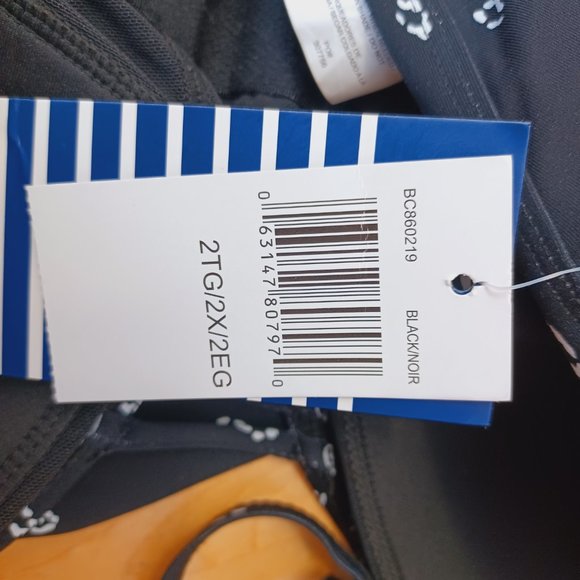 BC860219
BLACK/NOIR
0 63147 80797 0
2TG/2X/2EG